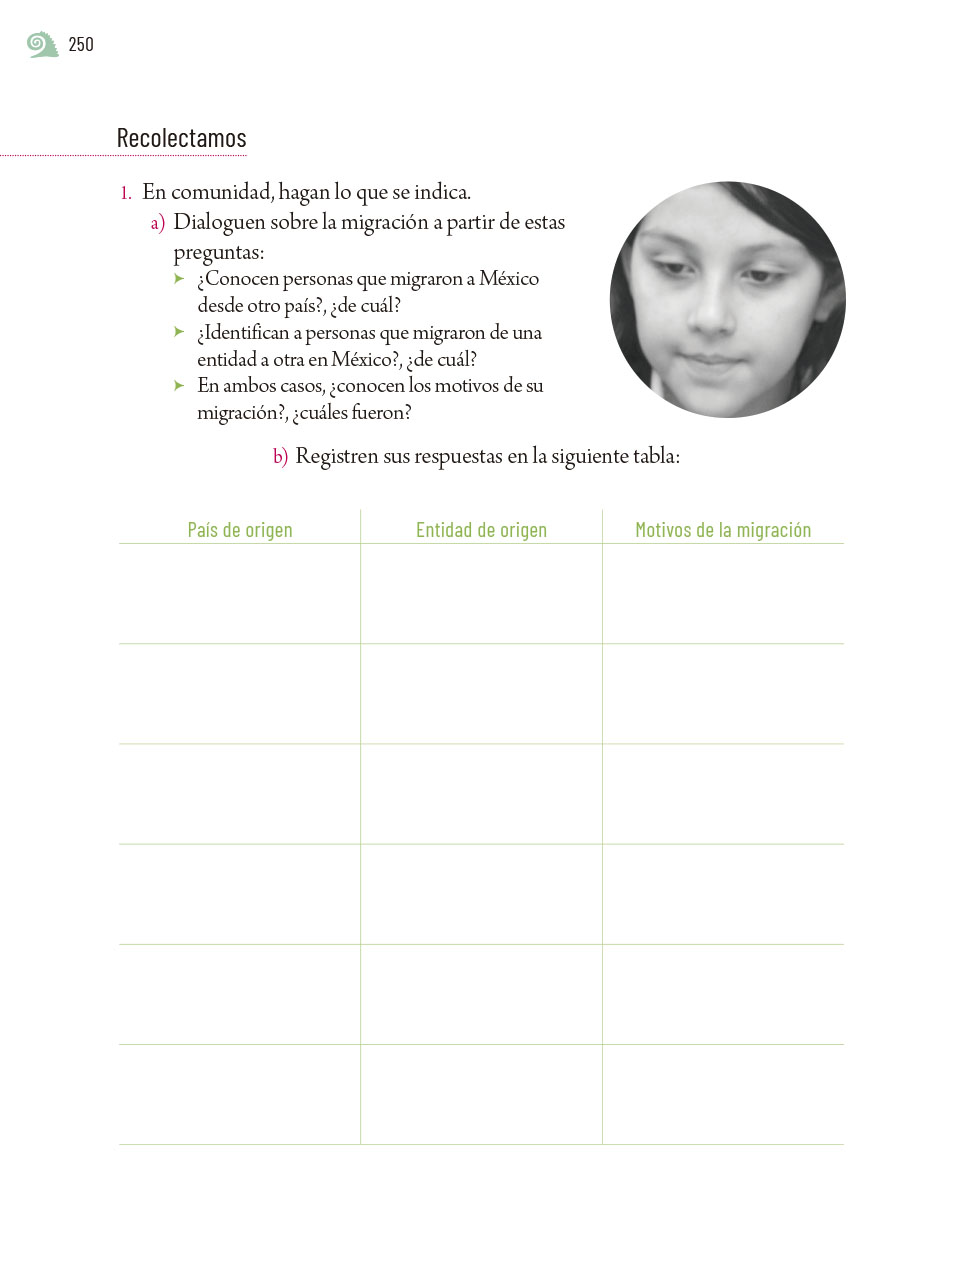 250
Recolectamos
1. En comunidad, hagan lo que se indica.
a) Dialoguen sobre la migración a partir de estas
preguntas:
➤ ¿Conocen personas que migraron a México
desde otro país?, ¿de cuál?
➤ ¿Identifican a personas que migraron de una
entidad a otra en México?, ¿de cuál?
➤ En ambos casos, ¿conocen los motivos de su
migración?, ¿cuáles fueron?
b) Registren sus respuestas en la siguiente tabla:
País de origen Entidad de origen Motivos de la migración